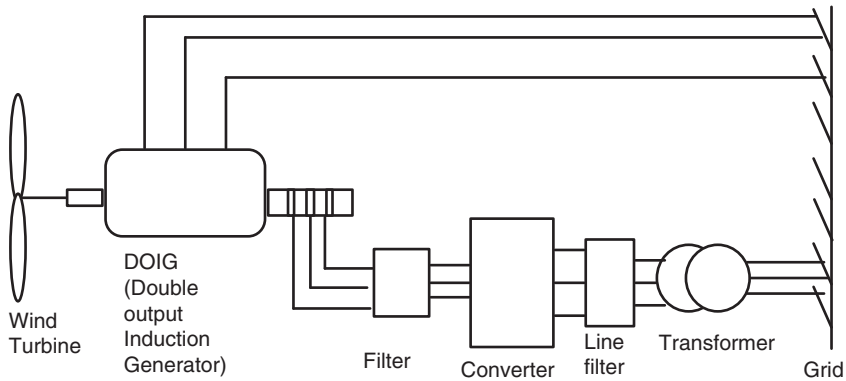 Wind
Turbine
DOIG
(Double
output
Induction
Generator)
Filter
Converter
Line
filter
Transformer
Grid